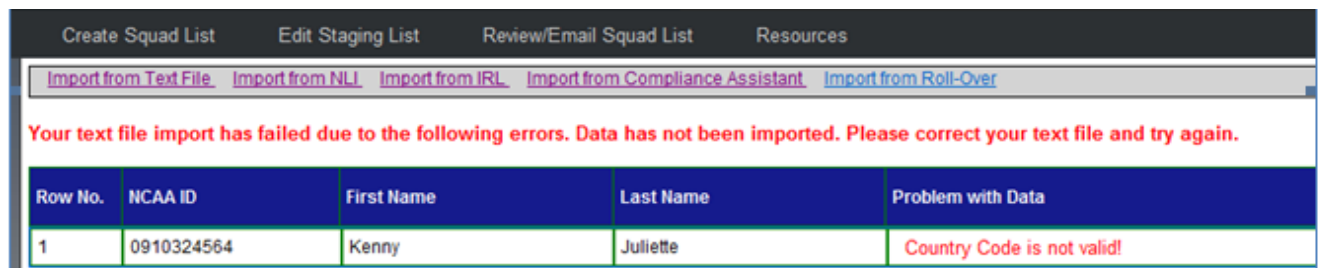 Create Squad List Edit Staging List Review/Email Squad List Resources
Import from Text File Import from NLI Import from IRL Import from Compliance Assistant Import from Roll-Over
Your text file import has failed due to the following errors. Data has not been imported. Please correct your text file and try again.
Row No. NCAA ID First Name Last Name Problem with Data
1 0910324564 Kenny Juliette Country Code is not valid!